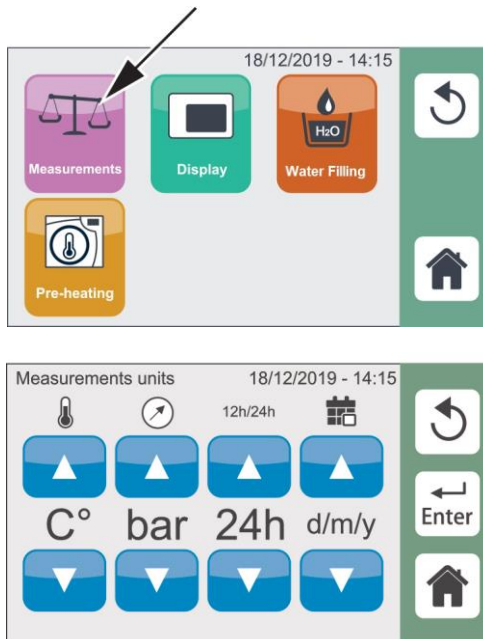 18/12/2019 - 14:15
H2O
Measurements Display Water Filling
Pre-heating
Measurements units 18/12/2019 - 14:15
12h/24h
C° bar 24h d/m/y
Enter